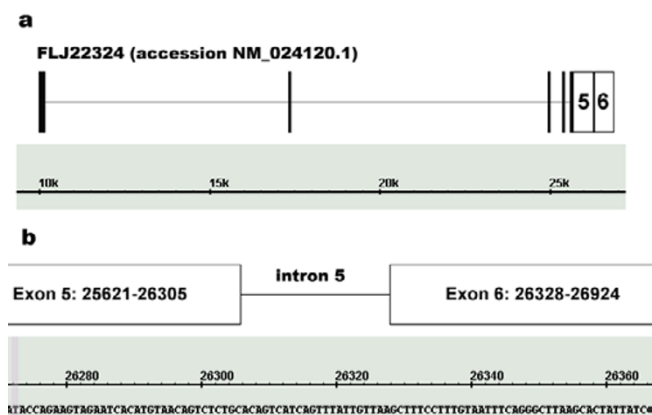 a
FLJ22324 (accession NM_024120.1)
5 6
10k 15k 20k 25k
b
intron 5
Exon 5: 25621-26305 Exon 6: 26328-26924
26280 26300 26320 26340 26360
ATACCAGAAGTAGAATCACATGTAACAGTCTCTGCACAGTCATCAGTTTATTGTTAAGCTTTCCTTTGTAATTTCAGGGCTTAAGCACTATTATC